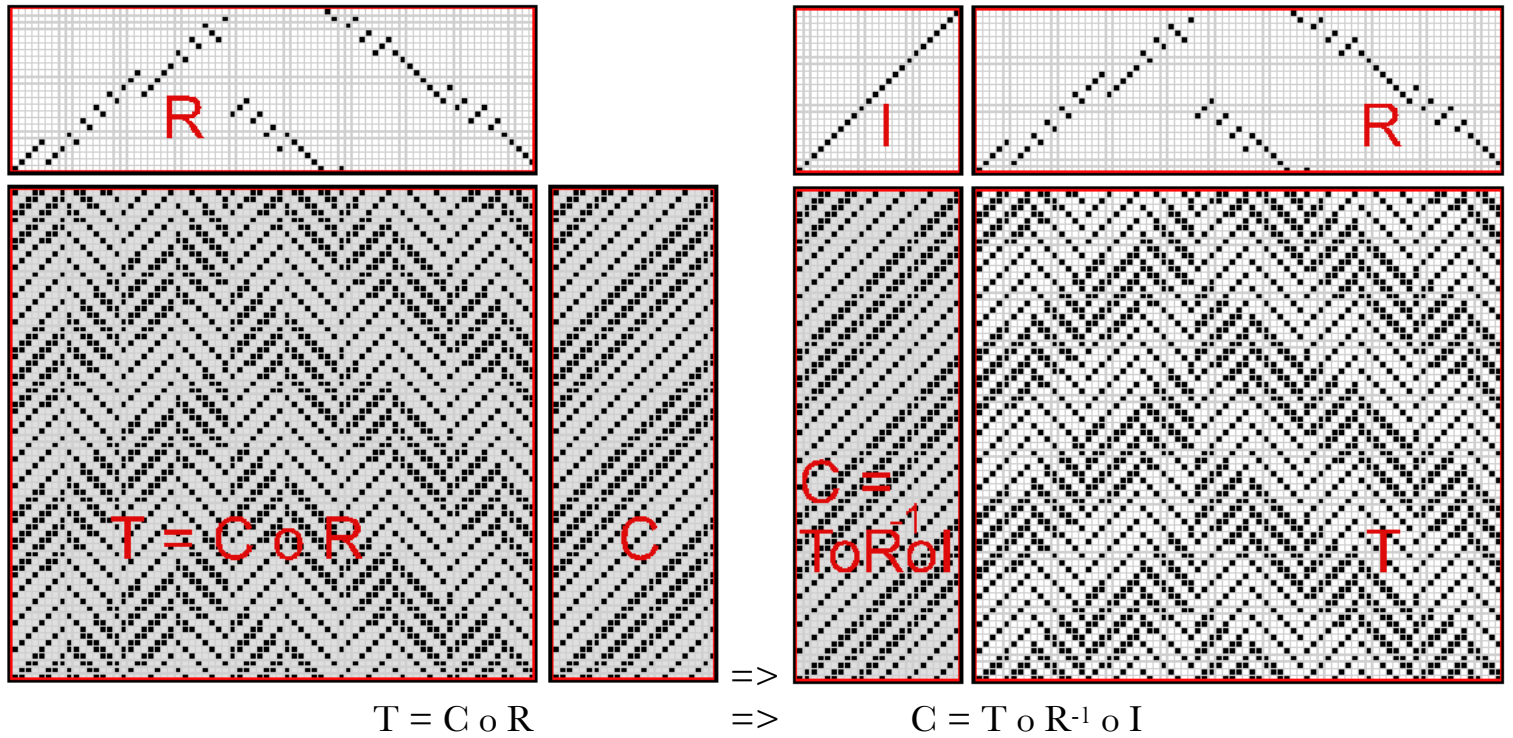 R
I
R
T = C o R
C
C =
ToR-1oI
T
=>
T = C o R => C = T o R-1 o I